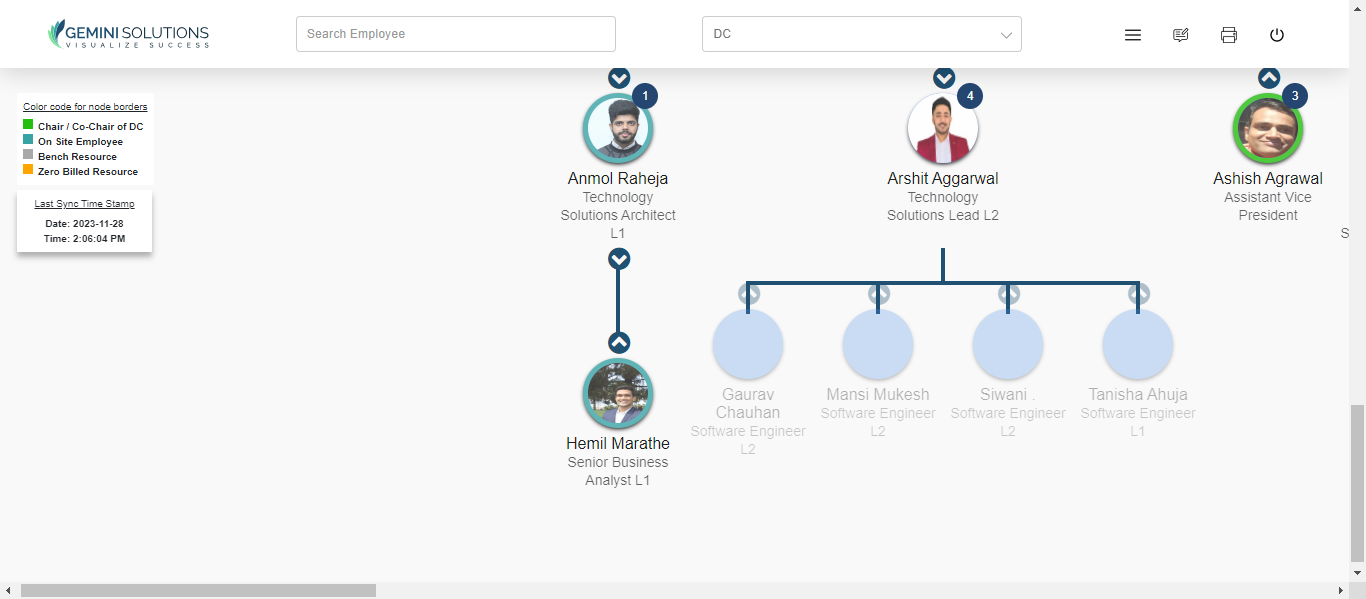 GEMINI SOLUTIONS
VISUALIZE SUCCESS
Search Employee
DC
Color code for node borders
Chair / Co-Chair of DC
On Site Employee
Bench Resource
Zero Billed Resource
Last Sync Time Stamp
Date: 2023-11-28
Time: 2:06:04 PM
1
Anmol Raheja
Technology
Solutions Architect
L1
Hemil Marathe
Senior Business
Analyst L1
4
Arshit Aggarwal
Technology
Solutions Lead L2
Gaurav
Chauhan
Software Engineer
L2
Mansi Mukesh
Software Engineer
L2
Siwani .
Software Engineer
L2
Tanisha Ahuja
Software Engineer
L1
3
Ashish Agrawal
Assistant Vice
President
S